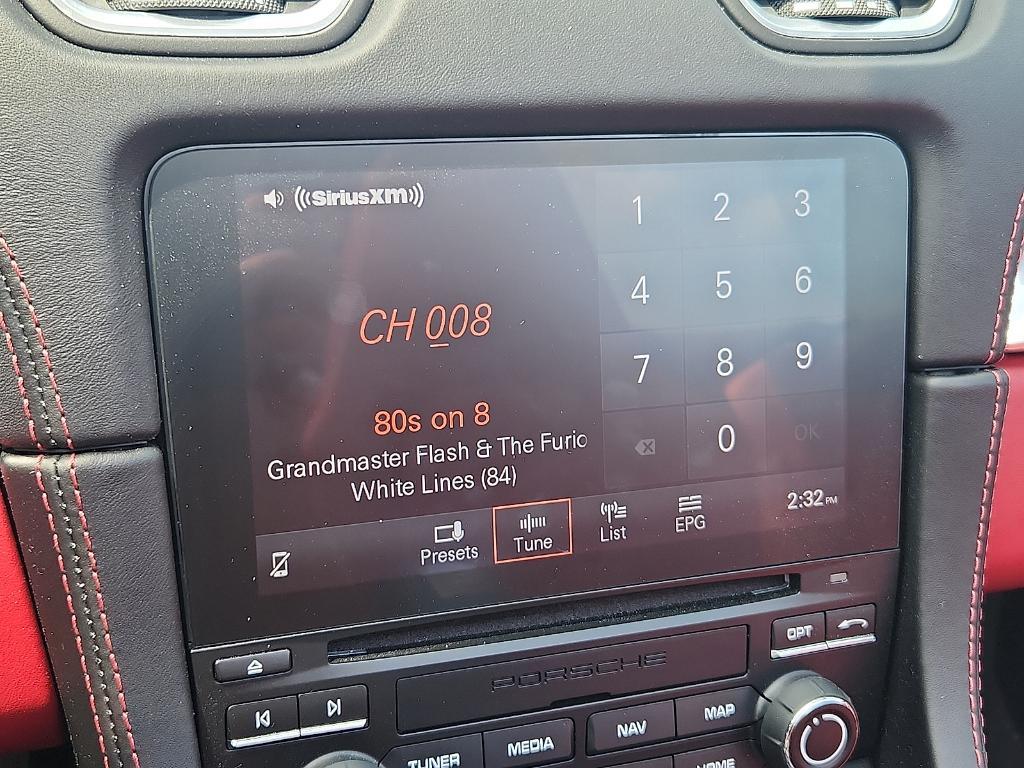 ((SiriusXM))
1 2 3
4 5 6
7 8 9
0 OK
CH 008
80s on 8
Grandmaster Flash & The Furio
White Lines (84)
Presets
Tune
List
EPG
2:32 PM
OPT
PORSCHE
TUNER
MEDIA
NAV
MAP
HOME